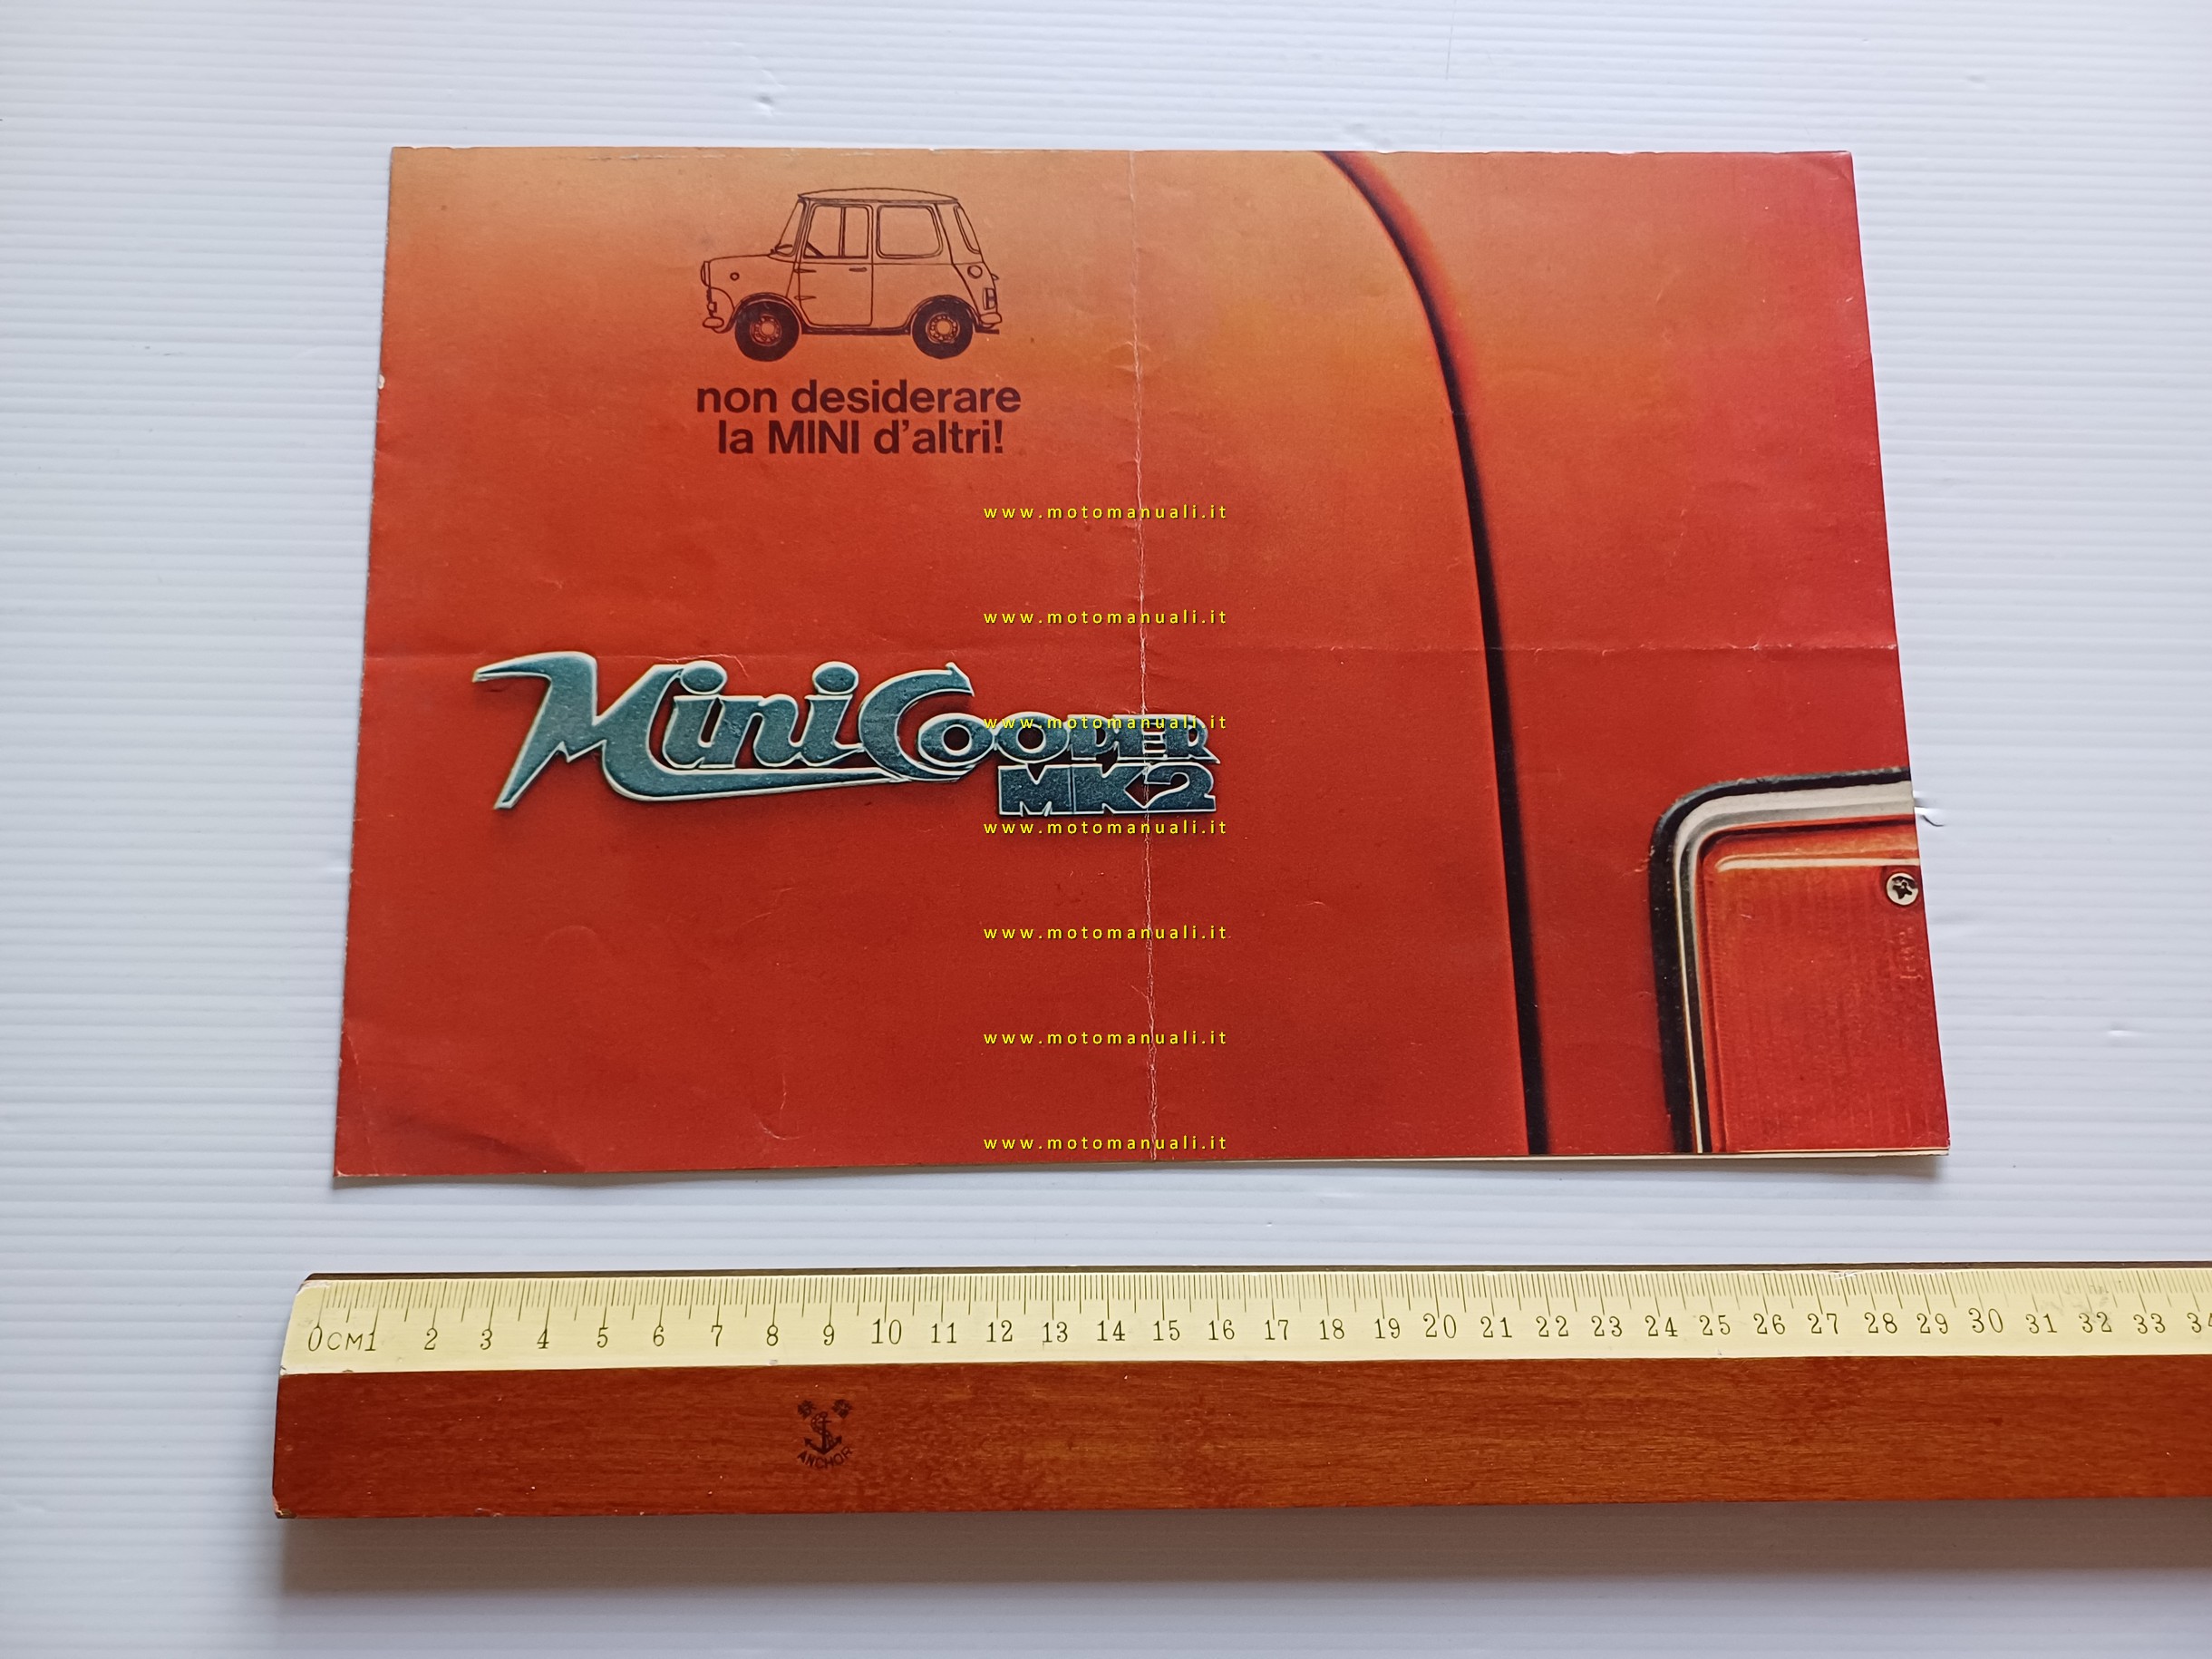 non desiderare
la MINI d'altri!
www.motomanuali.it
www.motomanuali.it
Mini COOPER
www.motomanuali.it
MK2
www.motomanuali.it
www.motomanuali.it
www.motomanuali.it
www.motomanuali.it
0CM1 2 3 4 5 6 7 8 9 10 11 12 13 14 15 16 17 18 19 20 21 22 23 24 25 26 27 28 29 30 31 32 33 34
ANCHOR